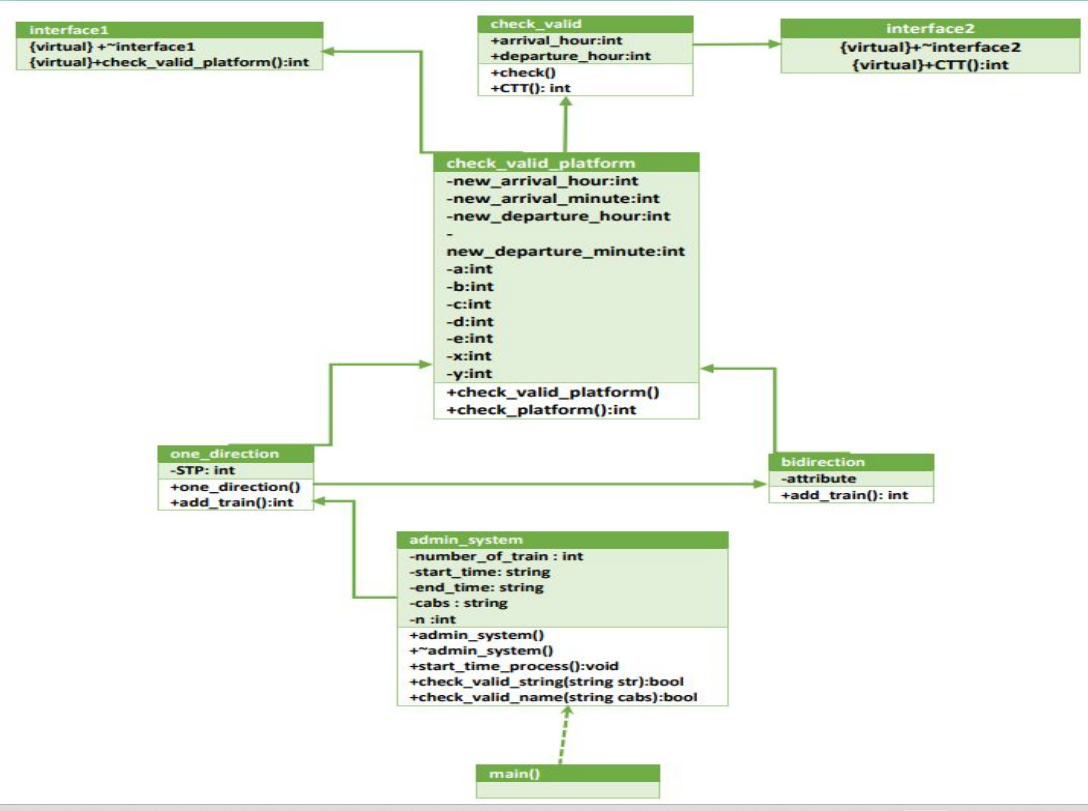 interface1
{virtual} +~interface1
{virtual}+check_valid_platform():int
check_valid
+arrival_hour:int
+departure_hour:int
+check()
+CTT(): int
interface2
{virtual}+~interface2
{virtual}+CTT():int
check_valid_platform
-new_arrival_hour:int
-new_arrival_minute:int
-new_departure_hour:int
-
new_departure_minute:int
-a:int
-b:int
-c:int
-d:int
-e:int
-x:int
-y:int
+check_valid_platform()
+check_platform():int
one_direction
-STP: int
+one_direction()
+add_train():int
bidirection
-attribute
+add_train(): int
admin_system
-number_of_train : int
-start_time: string
-end_time: string
-cabs : string
-n :int
+admin_system()
+~admin_system()
+start_time_process():void
+check_valid_string(string str):bool
+check_valid_name(string cabs):bool
main()